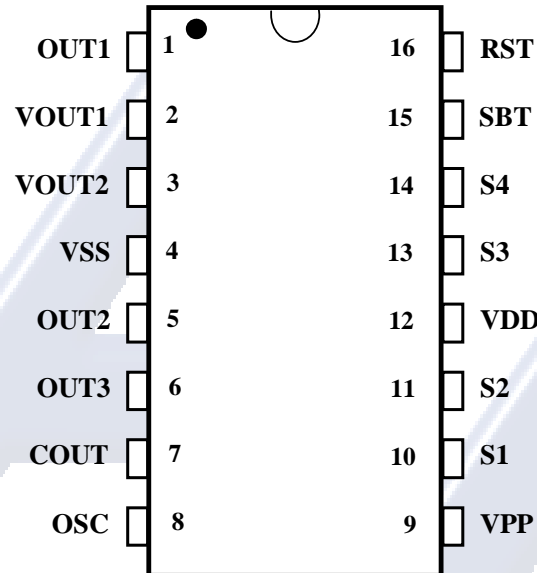 OUT1 1 16 RST
VOUT1 2 15 SBT
VOUT2 3 14 S4
VSS 4 13 S3
OUT2 5 12 VDD
OUT3 6 11 S2
COUT 7 10 S1
OSC 8 9 VPP